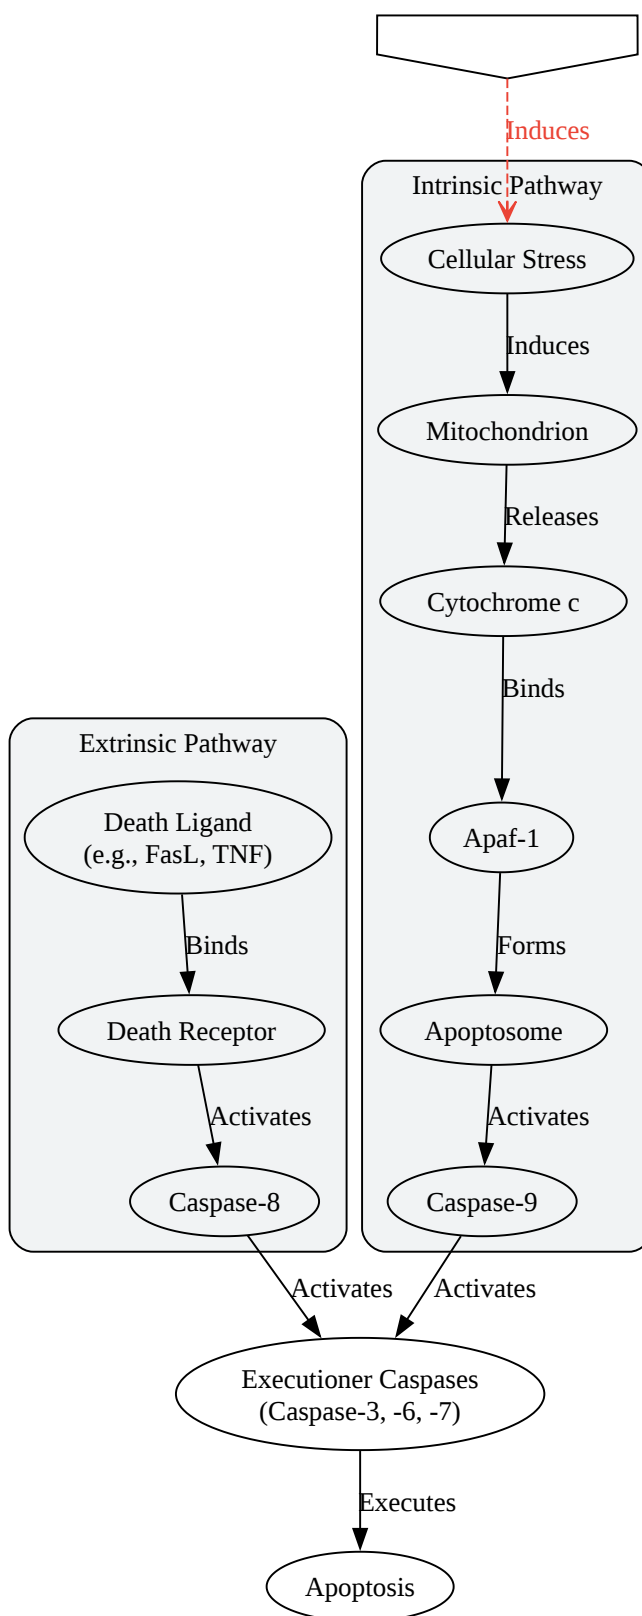 Induces
Intrinsic Pathway
Cellular Stress
Induces
Mitochondrion
Releases
Cytochrome c
Binds
Extrinsic Pathway
Death Ligand
(e.g., FasL, TNF)
Apaf-1
Binds
Forms
Death Receptor
Apoptosome
Activates
Activates
Caspase-8
Caspase-9
Activates
Activates
Executioner Caspases
(Caspase-3, -6, -7)
Executes
Apoptosis